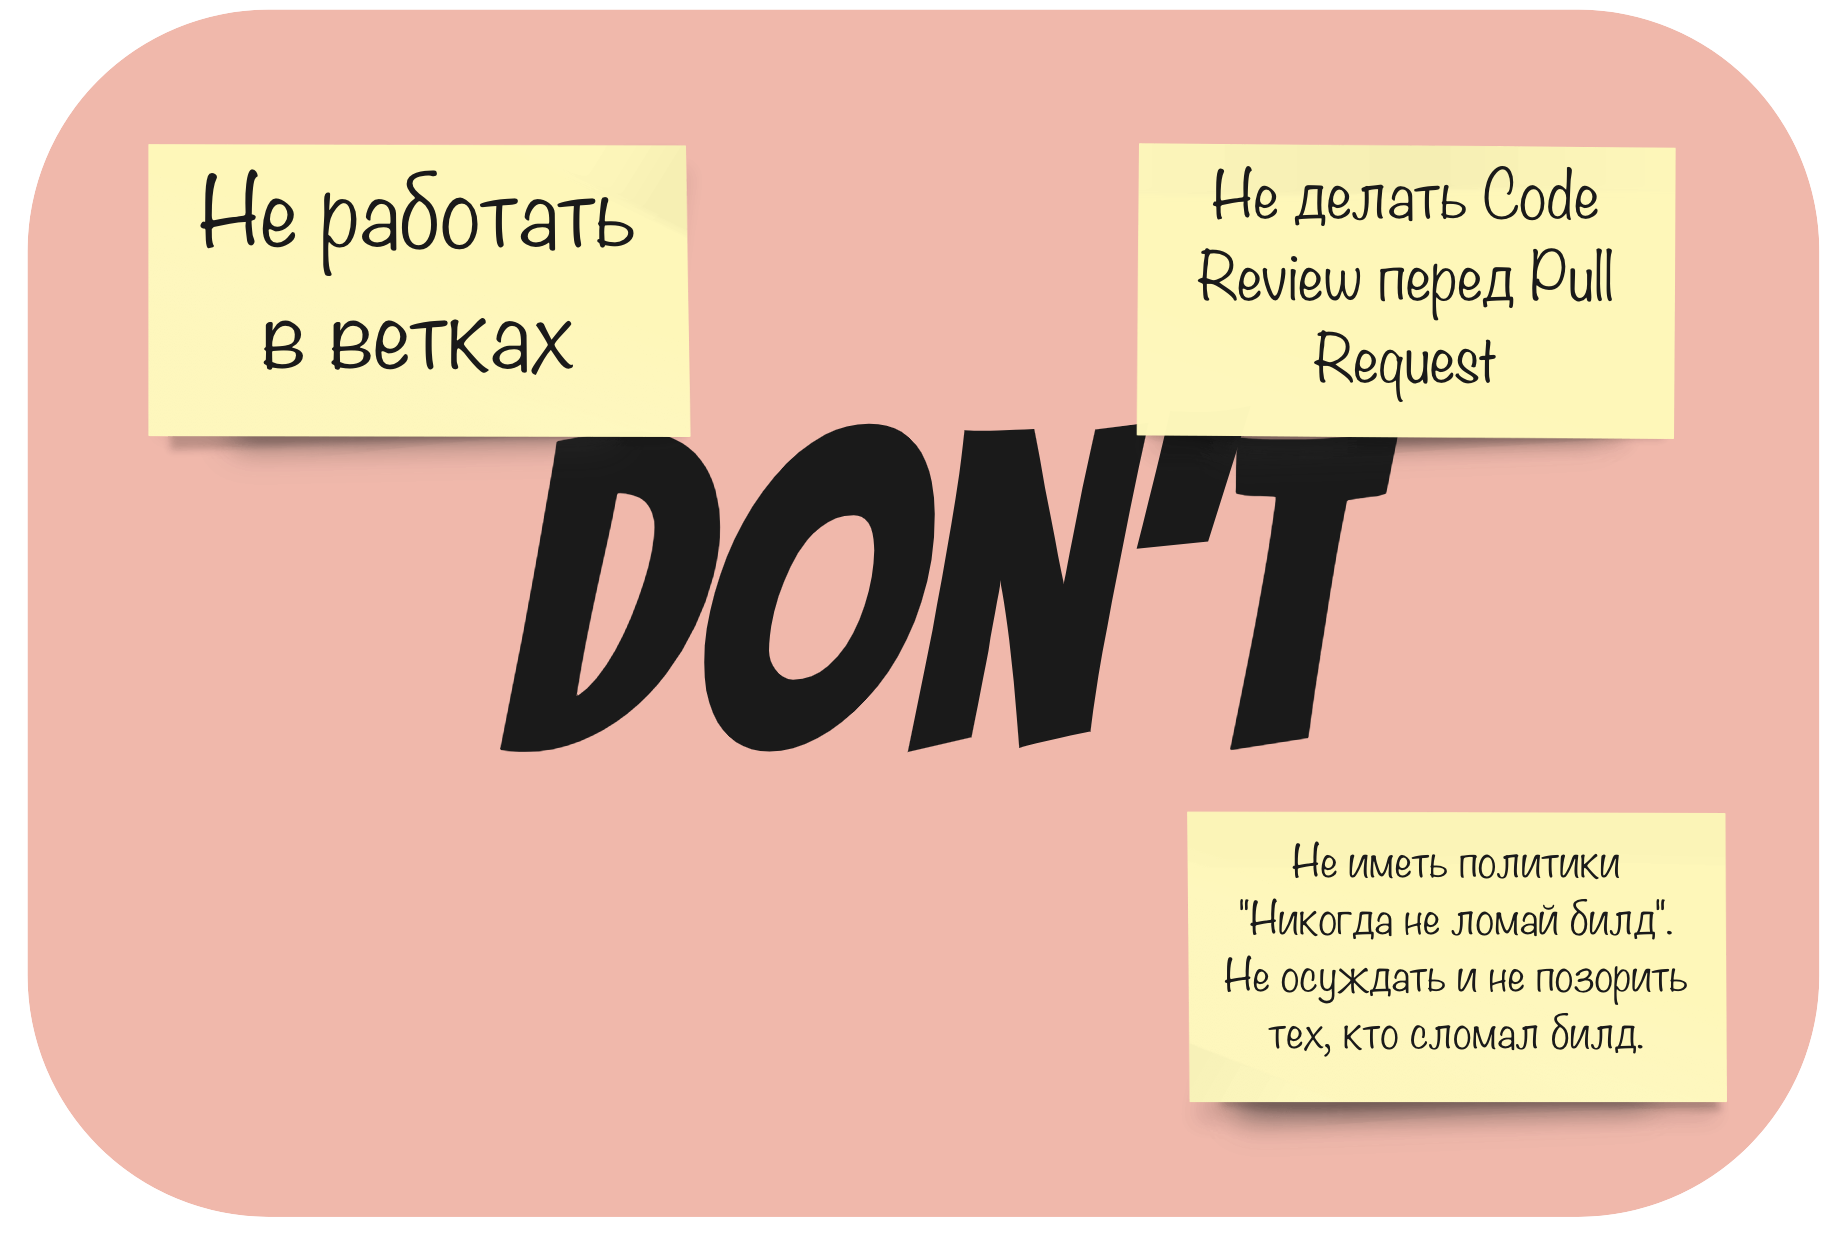 Не работать
в ветках
Не делать Code
Review перед Pull
Request
DON'T
Не иметь политики
"Никогда не ломай билд".
Не осуждать и не позорить
тех, кто сломал билд.